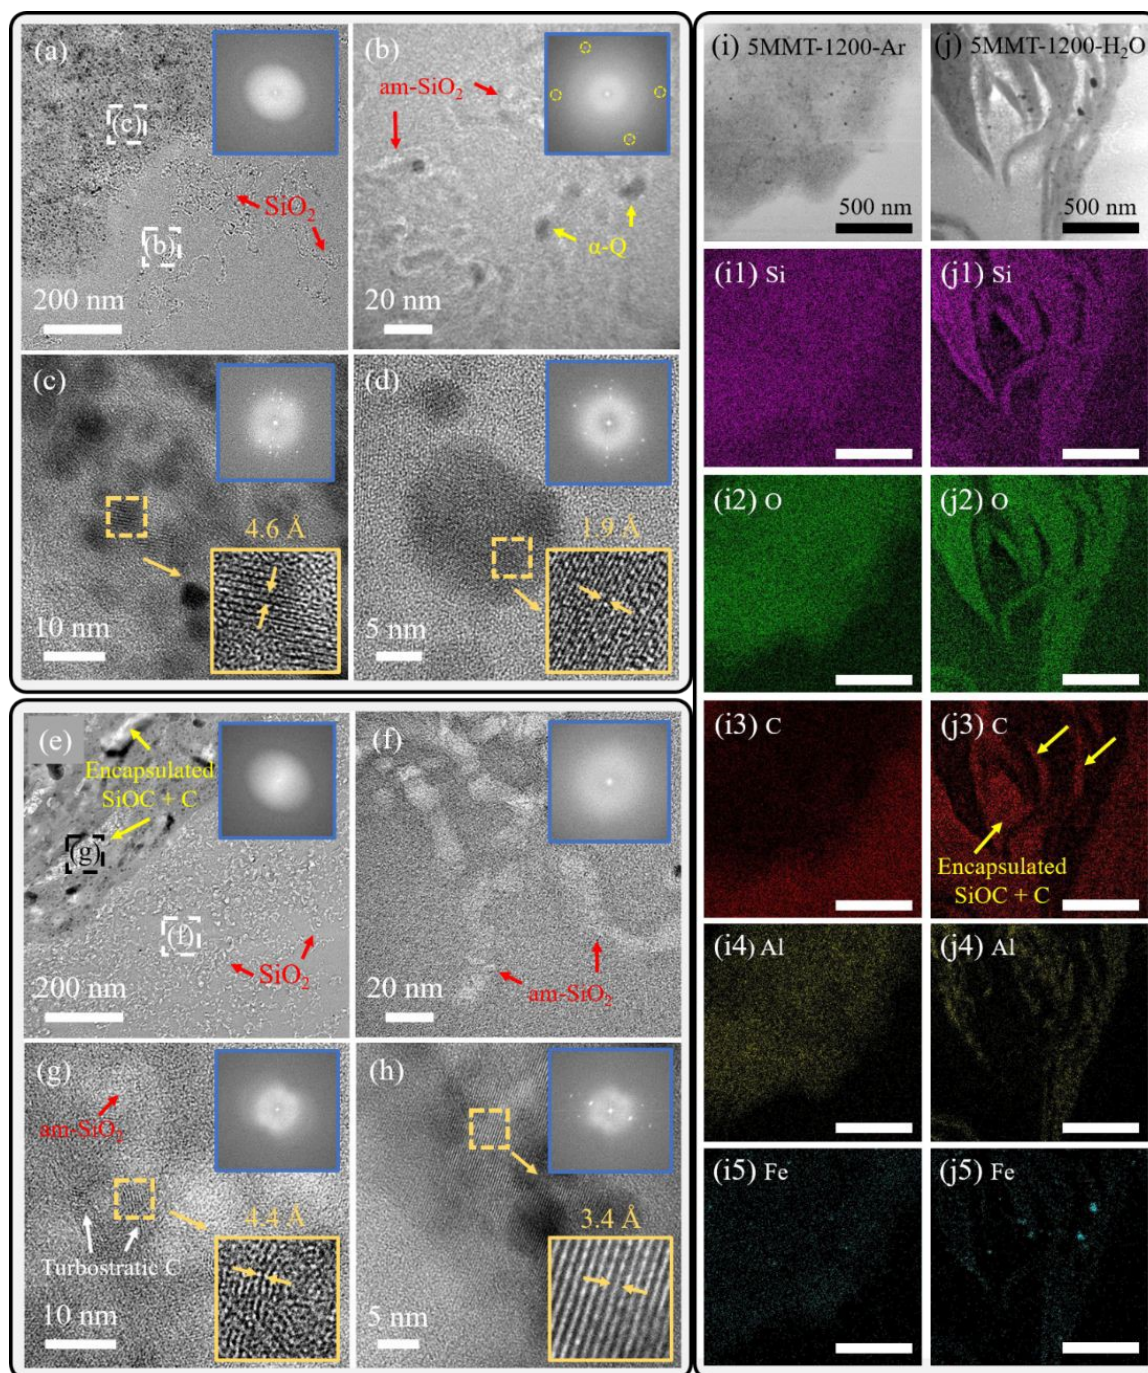 (a)
(c)
(b)
SiO₂
200 nm
(b)
am-SiO₂
α-Q
20 nm
(c)
4.6 Å
10 nm
(d)
1.9 Å
5 nm
(e)
Encapsulated
SiOC + C
(g)
(f)
SiO₂
200 nm
(f)
am-SiO₂
20 nm
(g)
am-SiO₂
4.4 Å
Turbostratic C
10 nm
(h)
3.4 Å
5 nm
(i) 5MMT-1200-Ar
500 nm
(j) 5MMT-1200-H₂O
500 nm
(i1) Si
(j1) Si
(i2) O
(j2) O
(i3) C
(j3) C
Encapsulated
SiOC + C
(i4) Al
(j4) Al
(i5) Fe
(j5) Fe